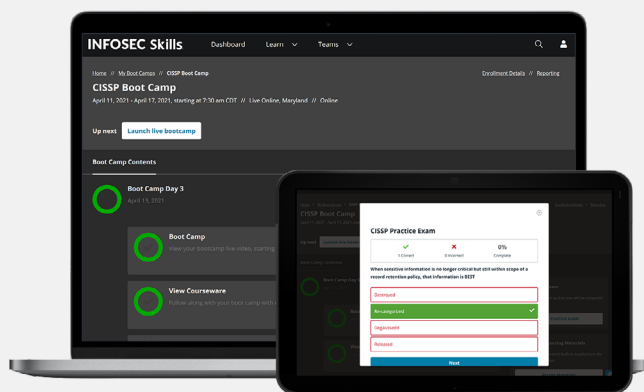 INFOSEC Skills
Dashboard Learn Teams
Home // My Boot Camps // CISSP Boot Camp
Enrollment Details // Reporting
CISSP Boot Camp
April 11, 2021 - April 17, 2021, starting at 7:30 am CDT // Live Online, Maryland // Online
Up next Launch live bootcamp
Boot Camp Contents
Boot Camp Day 3
April 13, 2021
Boot Camp
View your bootcamp live video, starting
View Courseware
Follow along with your boot camp with
CISSP Practice Exam
1 Correct
0 Incorrect
0%
Complete
When sensitive information is no longer critical but still within scope of a
record retention policy, that information is BEST
Destroyed
Re-categorized
Degaussed
Released
Next